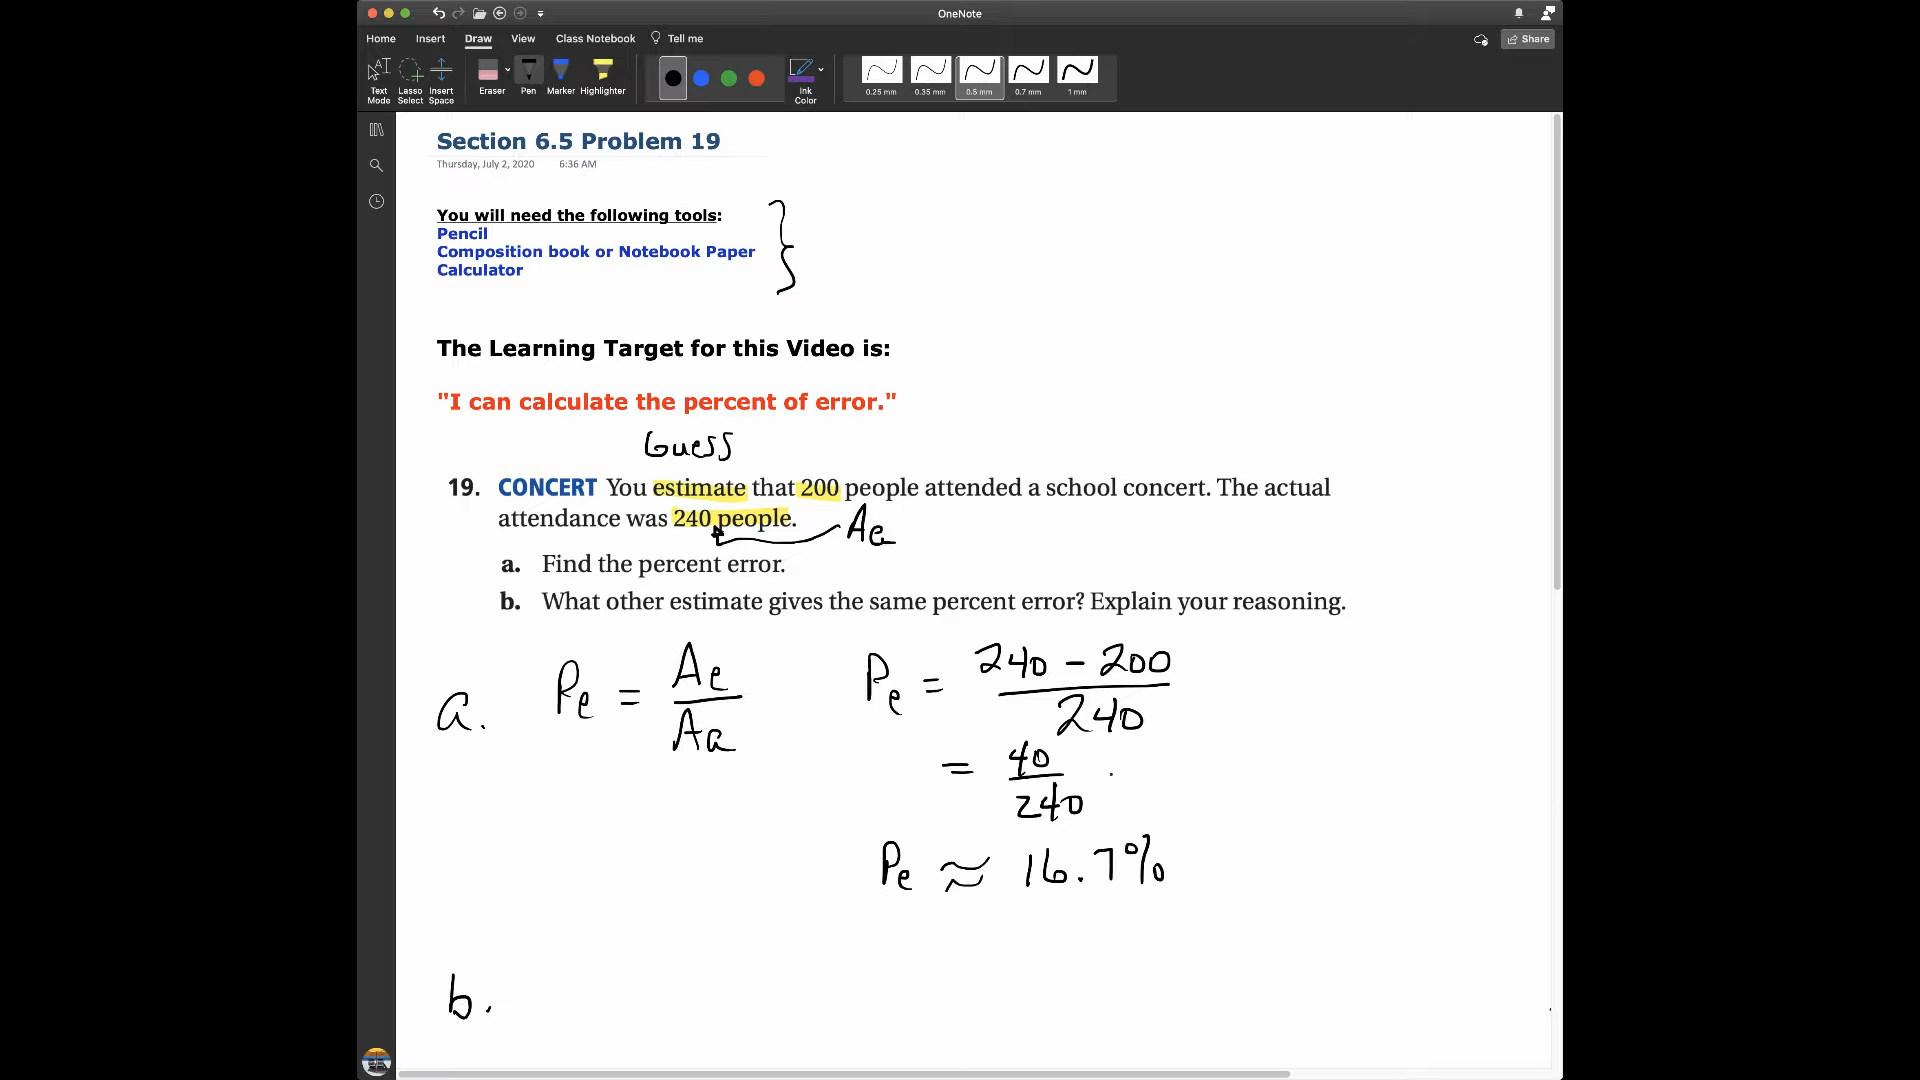 OneNote
Home Insert Draw View Class Notebook Tell me Share
Text Mode Lasso Select Insert Space Eraser Pen Marker Highlighter Ink Color 0.25 mm 0.35 mm 0.5 mm 0.7 mm 1 mm
Section 6.5 Problem 19
Thursday, July 2, 2020 6:36 AM
You will need the following tools:
Pencil
Composition book or Notebook Paper
Calculator
The Learning Target for this Video is:
"I can calculate the percent of error."
Guess
19. CONCERT You estimate that 200 people attended a school concert. The actual
attendance was 240 people.
Aa
a. Find the percent error.
b. What other estimate gives the same percent error? Explain your reasoning.
a. Pe = Ae / Aa
Pe = 240 - 200 / 240
= 40 / 240
Pe ≈ 16.7%
b.